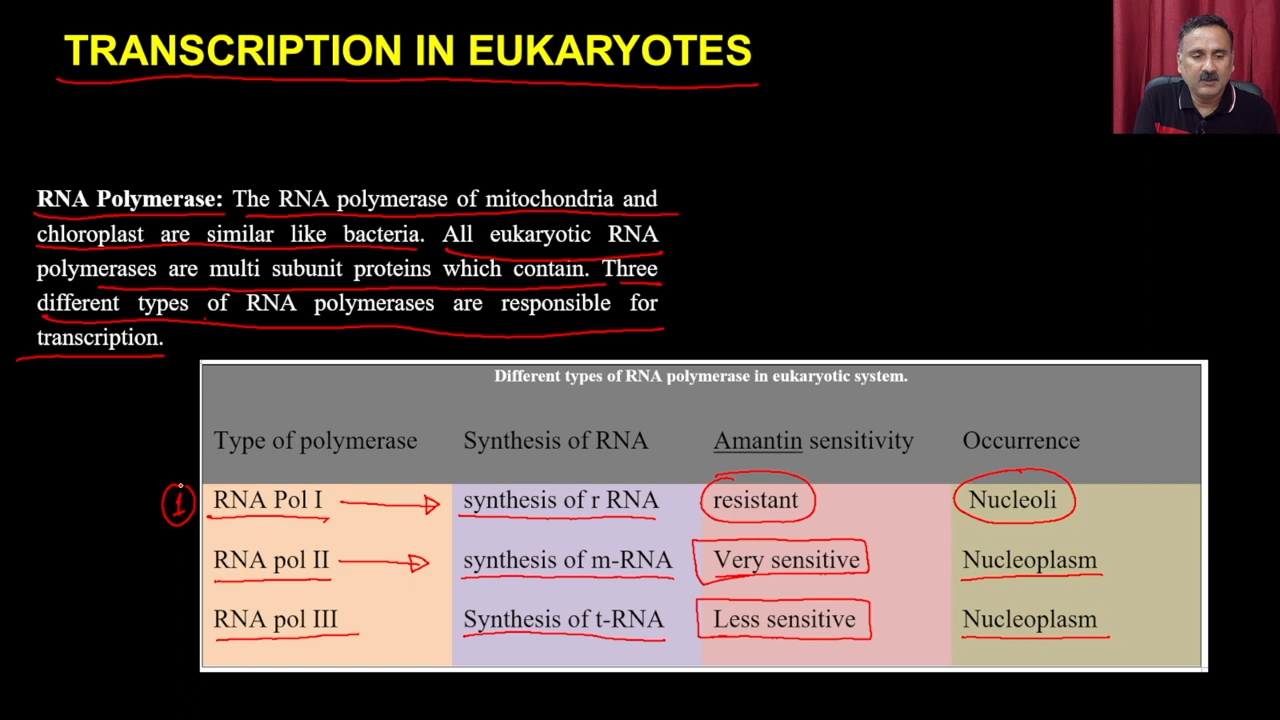 TRANSCRIPTION IN EUKARYOTES
RNA Polymerase: The RNA polymerase of mitochondria and
chloroplast are similar like bacteria. All eukaryotic RNA
polymerases are multi subunit proteins which contain. Three
different types of RNA polymerases are responsible for
transcription.
Different types of RNA polymerase in eukaryotic system.
Type of polymerase Synthesis of RNA Amantin sensitivity Occurrence
1 RNA Pol I synthesis of r RNA resistant Nucleoli
RNA pol II synthesis of m-RNA Very sensitive Nucleoplasm
RNA pol III Synthesis of t-RNA Less sensitive Nucleoplasm